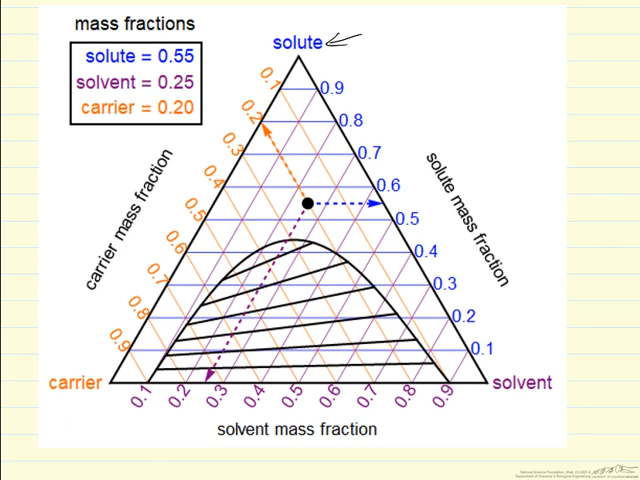 mass fractions
solute = 0.55
solvent = 0.25
carrier = 0.20
solute
0.1
0.2
0.3
0.4
0.5
0.6
0.7
0.8
0.9
carrier mass fraction
0.9
0.8
0.7
0.6
0.5
0.4
0.3
0.2
0.1
solute mass fraction
carrier
solvent
0.1
0.2
0.3
0.4
0.5
0.6
0.7
0.8
0.9
solvent mass fraction